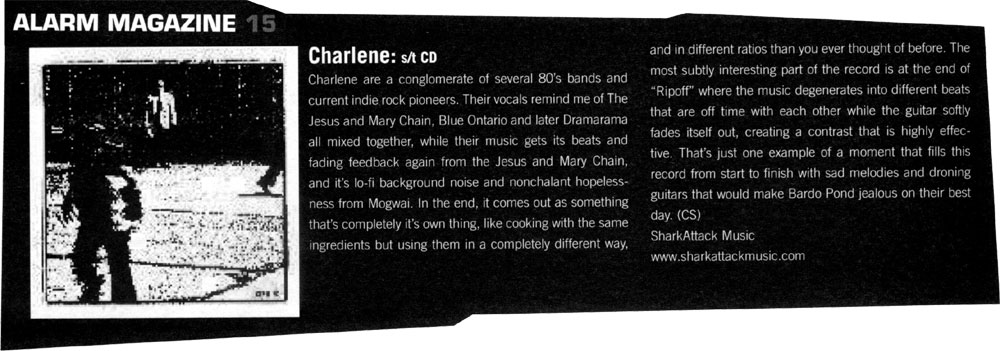 ALARM MAGAZINE 15
Charlene: s/t CD
Charlene are a conglomerate of several 80's bands and
current indie rock pioneers. Their vocals remind me of The
Jesus and Mary Chain, Blue Ontario and later Dramarama
all mixed together, while their music gets its beats and
fading feedback again from the Jesus and Mary Chain,
and it's lo-fi background noise and nonchalant hopeless-
ness from Mogwai. In the end, it comes out as something
that's completely it's own thing, like cooking with the same
ingredients but using them in a completely different way,
and in different ratios than you ever thought of before. The
most subtly interesting part of the record is at the end of
“Ripoff” where the music degenerates into different beats
that are off time with each other while the guitar softly
fades itself out, creating a contrast that is highly effec-
tive. That's just one example of a moment that fills this
record from start to finish with sad melodies and droning
guitars that would make Bardo Pond jealous on their best
day. (CS)
SharkAttack Music
www.sharkattackmusic.com